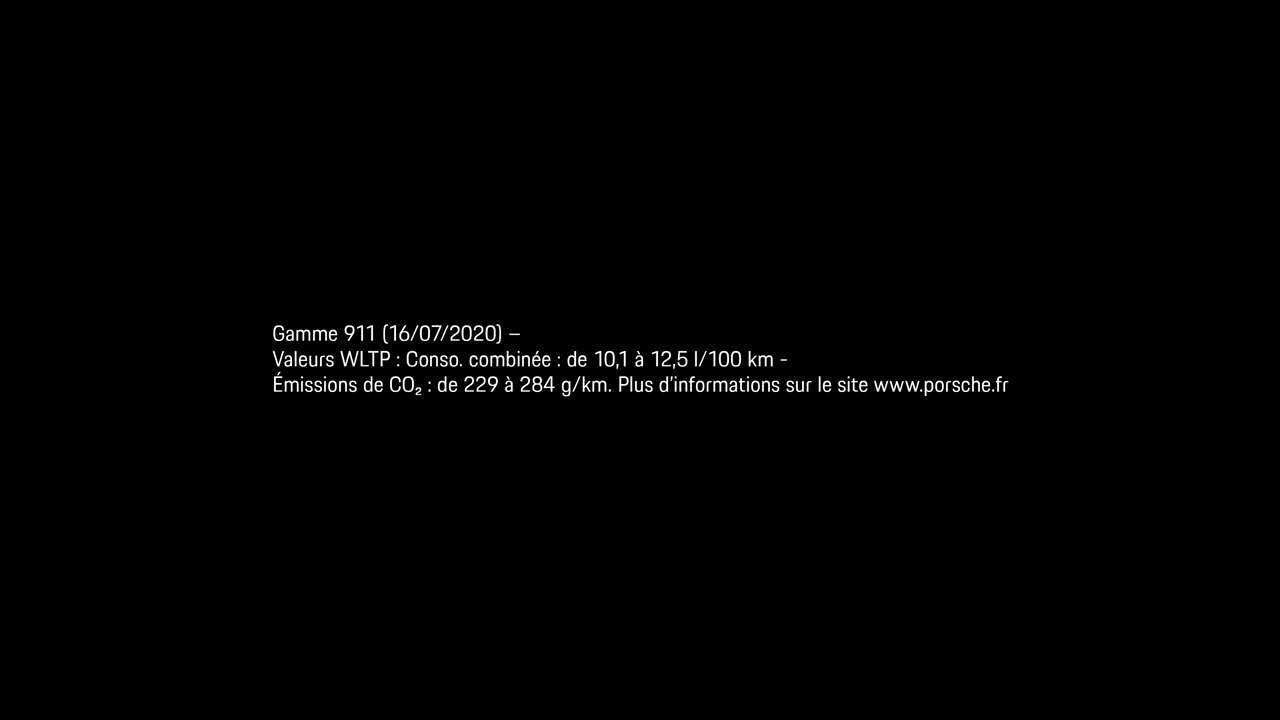 Gamme 911 (16/07/2020) –
Valeurs WLTP : Conso. combinée : de 10,1 à 12,5 l/100 km -
Émissions de CO₂ : de 229 à 284 g/km. Plus d'informations sur le site www.porsche.fr